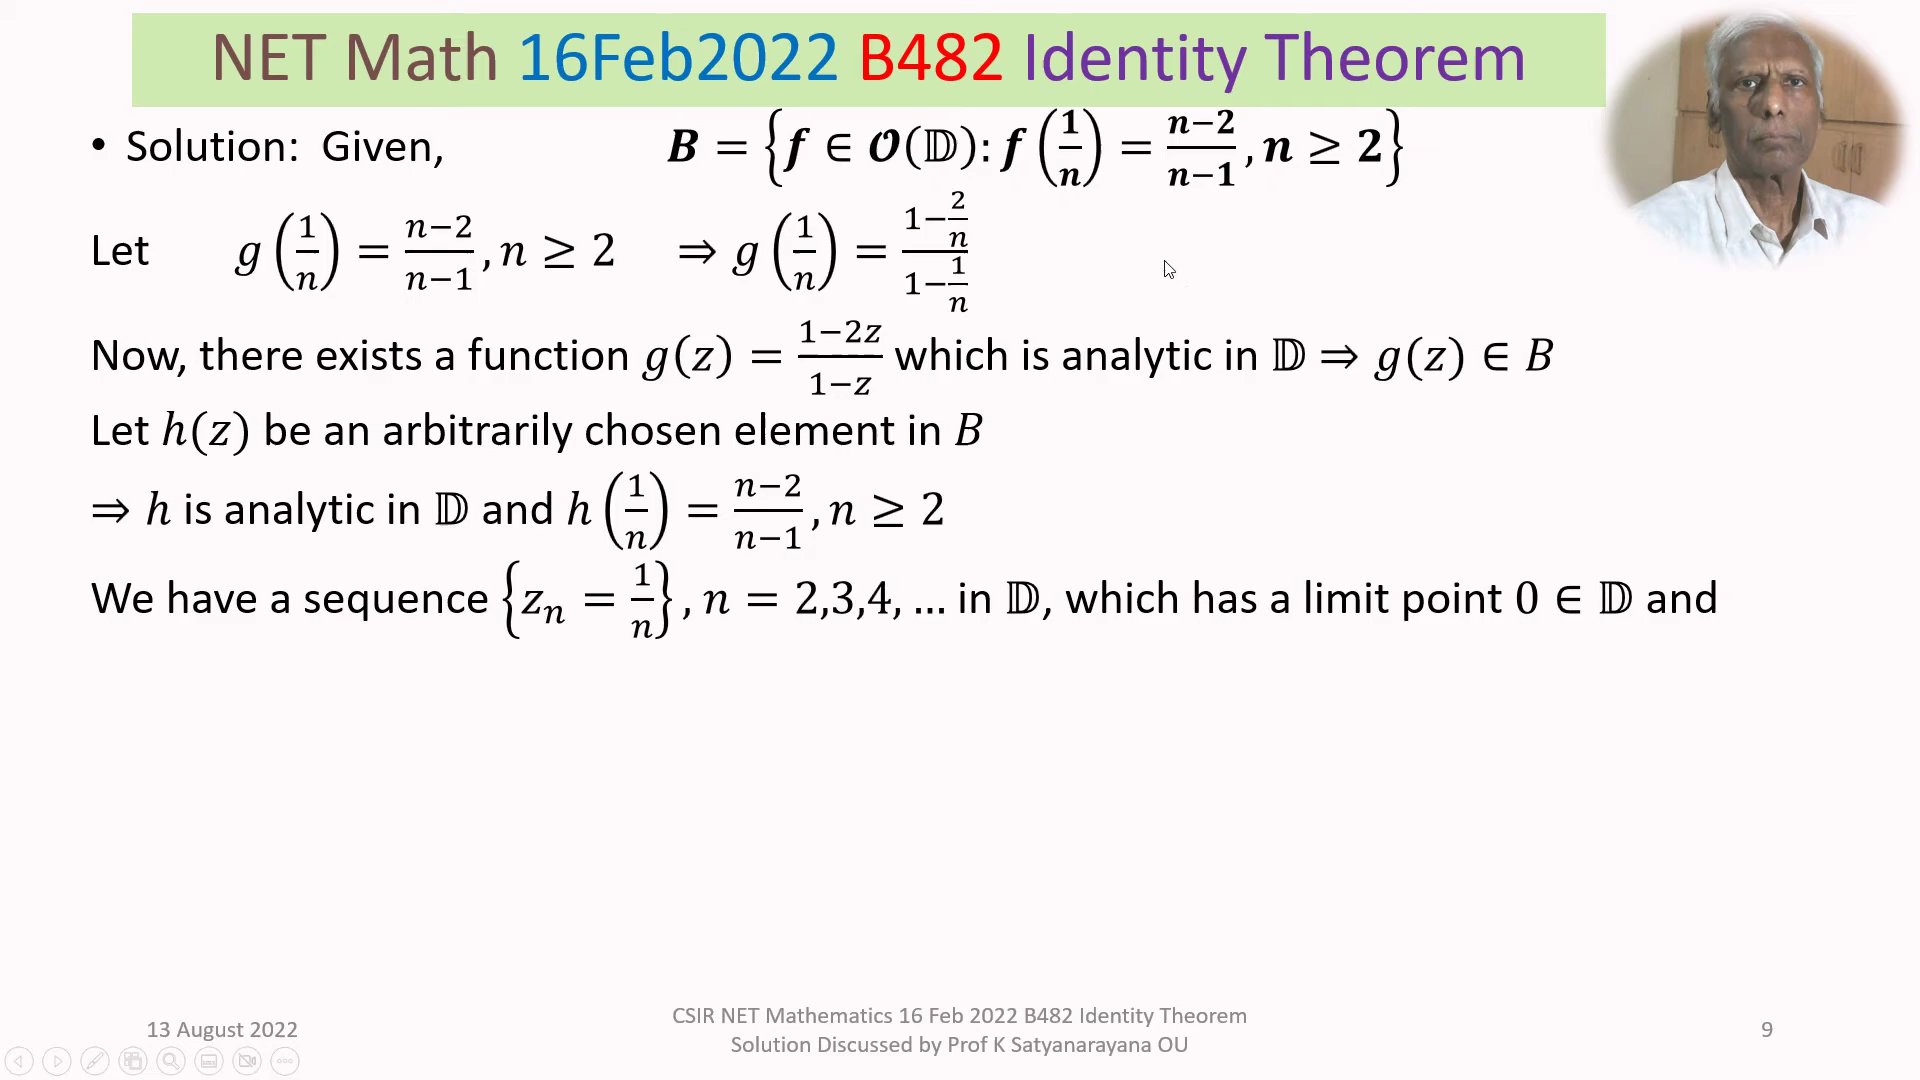 NET Math 16Feb2022 B482 Identity Theorem
• Solution: Given, B = {f ∈ 𝒪(𝔻): f(1/n) = (n−2)/(n−1), n ≥ 2}
Let g(1/n) = (n−2)/(n−1), n ≥ 2 ⇒ g(1/n) = (1−2/n)/(1−1/n)
Now, there exists a function g(z) = (1−2z)/(1−z) which is analytic in 𝔻 ⇒ g(z) ∈ B
Let h(z) be an arbitrarily chosen element in B
⇒ h is analytic in 𝔻 and h(1/n) = (n−2)/(n−1), n ≥ 2
We have a sequence {zₙ = 1/n}, n = 2,3,4, … in 𝔻, which has a limit point 0 ∈ 𝔻 and
13 August 2022
CSIR NET Mathematics 16 Feb 2022 B482 Identity Theorem
Solution Discussed by Prof K Satyanarayana OU
9